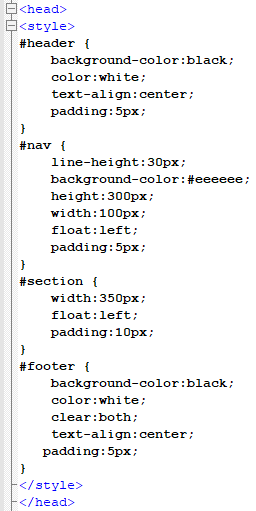 <head>
<style>
#header {
    background-color:black;
    color:white;
    text-align:center;
    padding:5px;
}
#nav {
    line-height:30px;
    background-color:#eeeeee;
    height:300px;
    width:100px;
    float:left;
    padding:5px;
}
#section {
    width:350px;
    float:left;
    padding:10px;
}
#footer {
    background-color:black;
    color:white;
    clear:both;
    text-align:center;
   padding:5px;
}
</style>
</head>